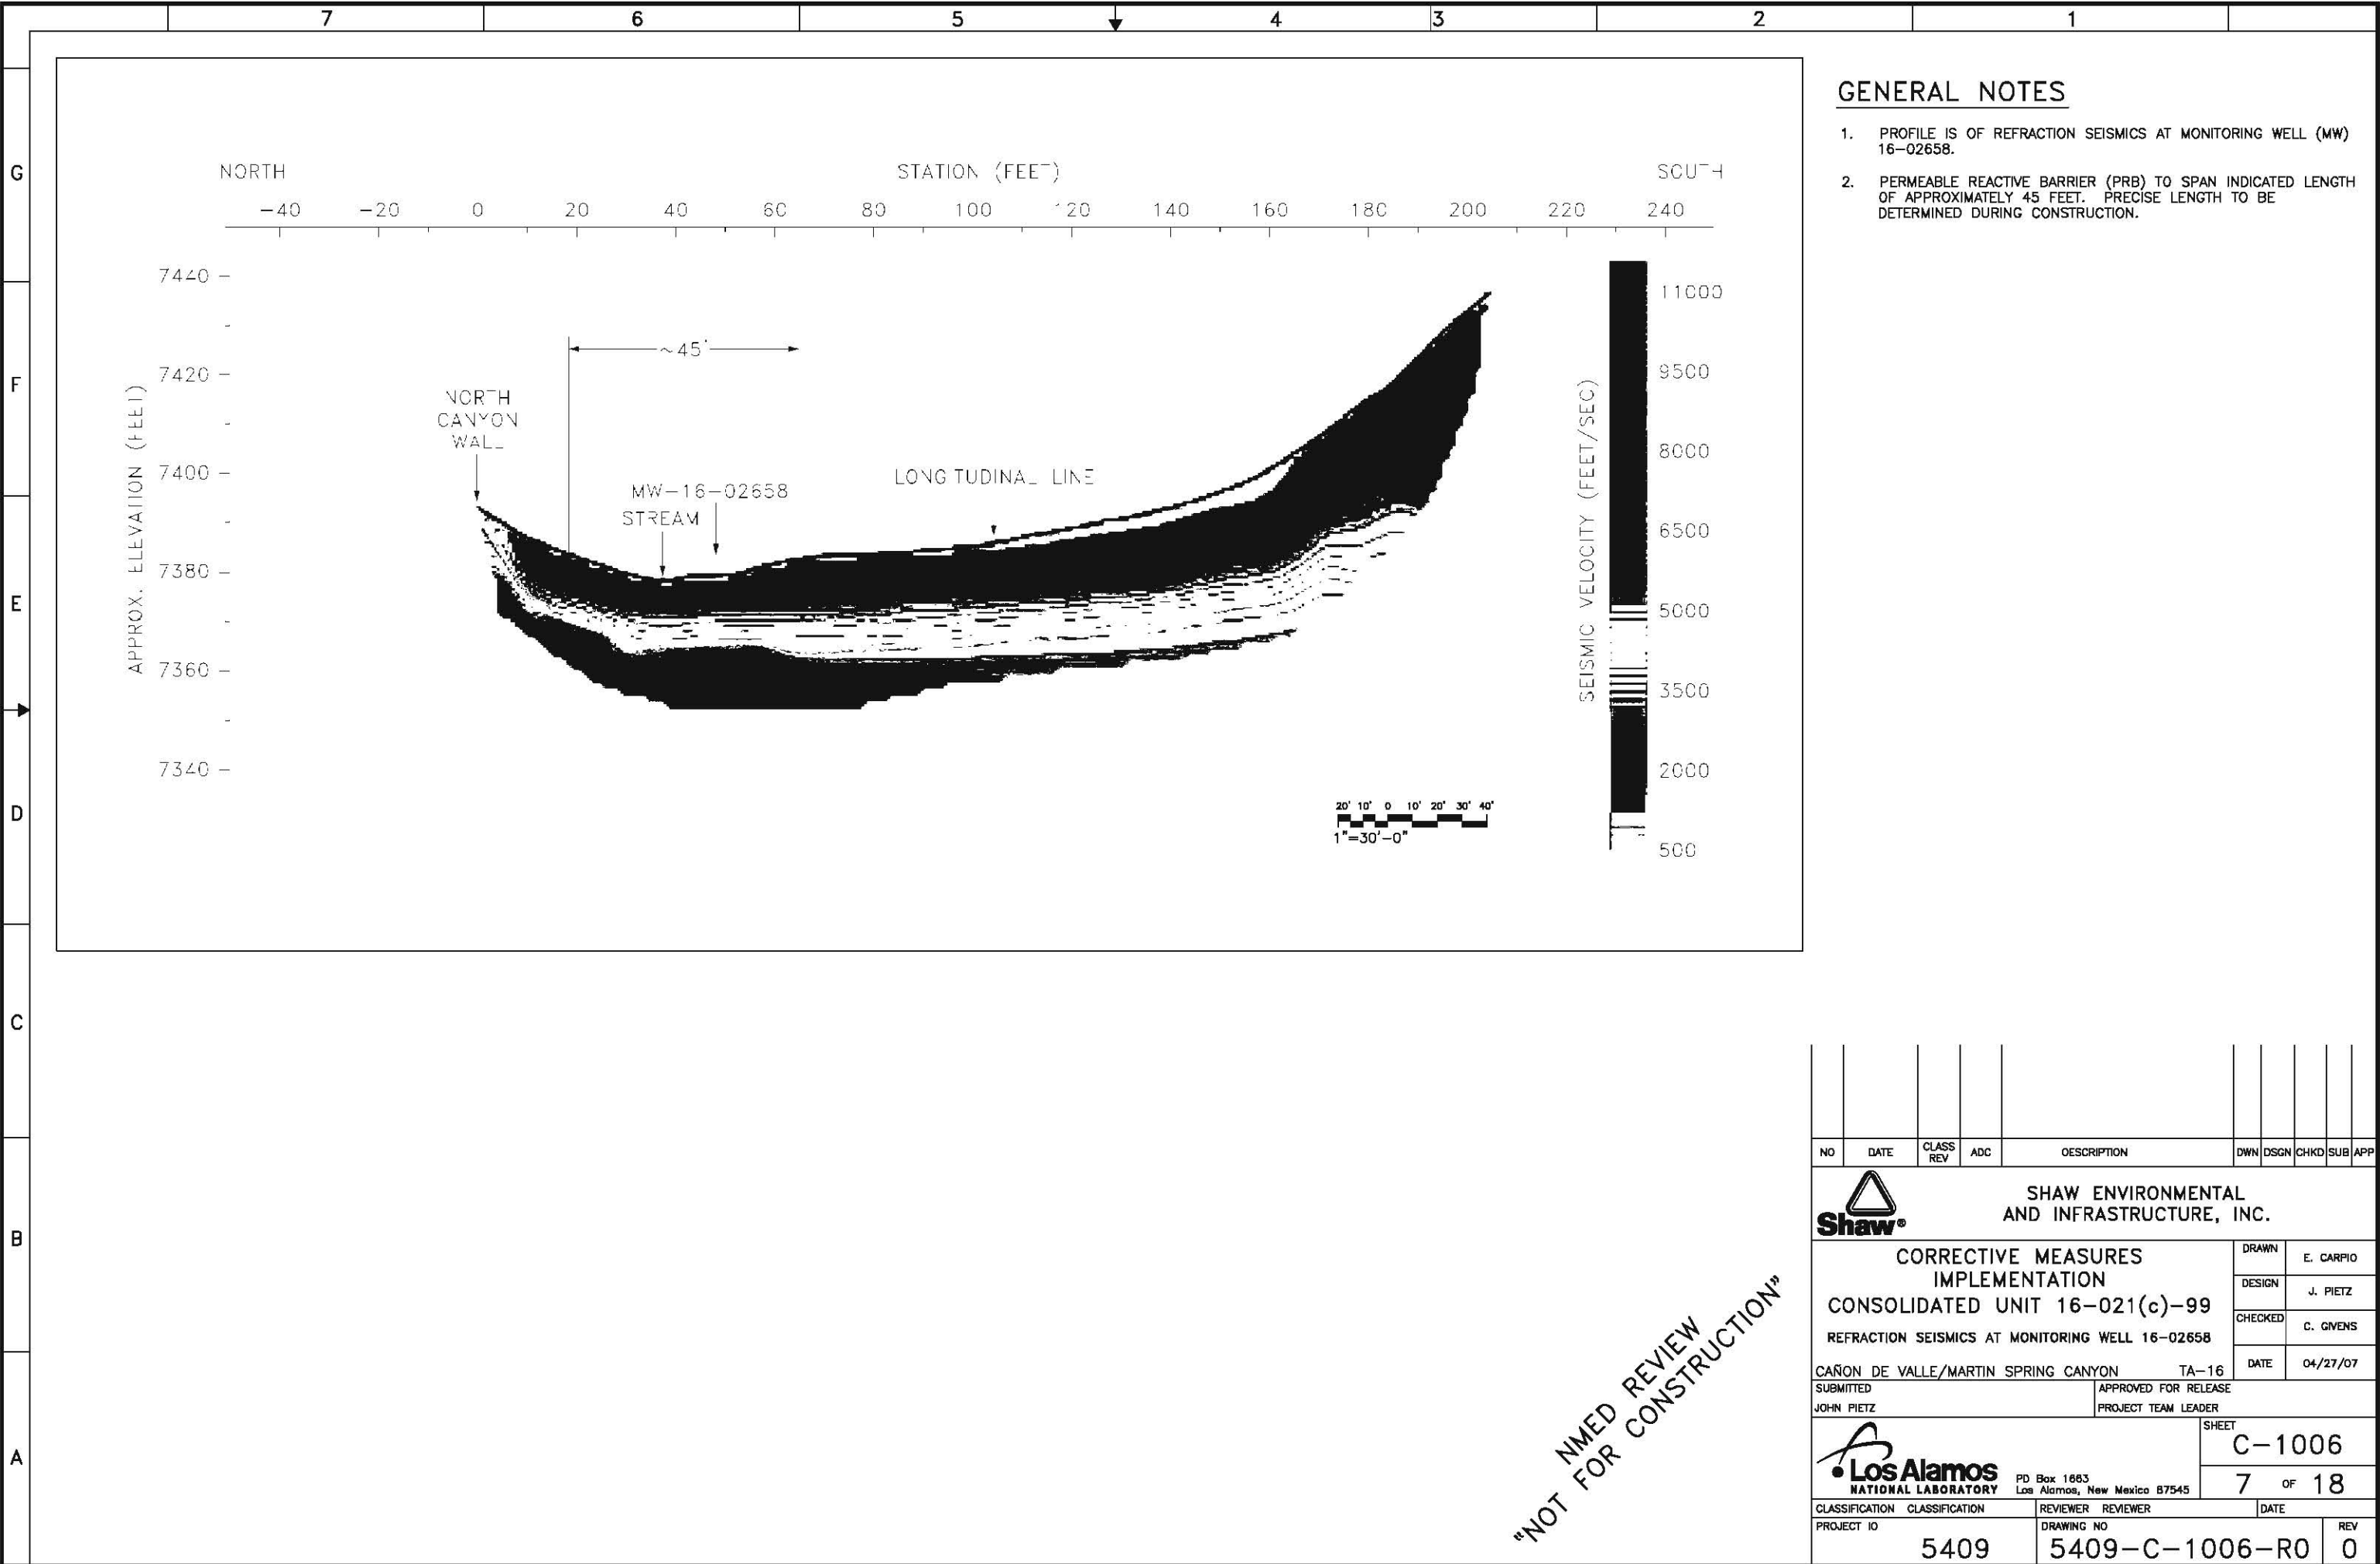 7 6 5 4 3 2 1
G
F
E
D
C
B
A
NORTH STATION (FEET) SOUTH
-40 -20 0 20 40 60 80 100 120 140 160 180 200 220 240
APPROX. ELEVATION (FEET)
7440
7420
7400
7380
7360
7340
~45'
NORTH
CANYON
WALL
MW-16-02658
STREAM
LONGITUDINAL LINE
SEISMIC VELOCITY (FEET/SEC)
11000
9500
8000
6500
5000
3500
2000
500
20' 10' 0 10' 20' 30' 40'
1"=30'-0"
GENERAL NOTES
1. PROFILE IS OF REFRACTION SEISMICS AT MONITORING WELL (MW)
16-02658.
2. PERMEABLE REACTIVE BARRIER (PRB) TO SPAN INDICATED LENGTH
OF APPROXIMATELY 45 FEET. PRECISE LENGTH TO BE
DETERMINED DURING CONSTRUCTION.
NMED REVIEW
"NOT FOR CONSTRUCTION"
NO DATE CLASS REV ADC DESCRIPTION DWN DSGN CHKD SUB APP
Shaw®
SHAW ENVIRONMENTAL
AND INFRASTRUCTURE, INC.
CORRECTIVE MEASURES
IMPLEMENTATION
CONSOLIDATED UNIT 16-021(c)-99
REFRACTION SEISMICS AT MONITORING WELL 16-02658
CAÑON DE VALLE/MARTIN SPRING CANYON TA-16
DRAWN E. CARPIO
DESIGN J. PIETZ
CHECKED C. GIVENS
DATE 04/27/07
SUBMITTED
JOHN PIETZ
APPROVED FOR RELEASE
PROJECT TEAM LEADER
Los Alamos
NATIONAL LABORATORY
PO Box 1663
Los Alamos, New Mexico 87545
SHEET
C-1006
7 OF 18
CLASSIFICATION CLASSIFICATION REVIEWER REVIEWER DATE
PROJECT ID
5409
DRAWING NO
5409-C-1006-R0
REV
0